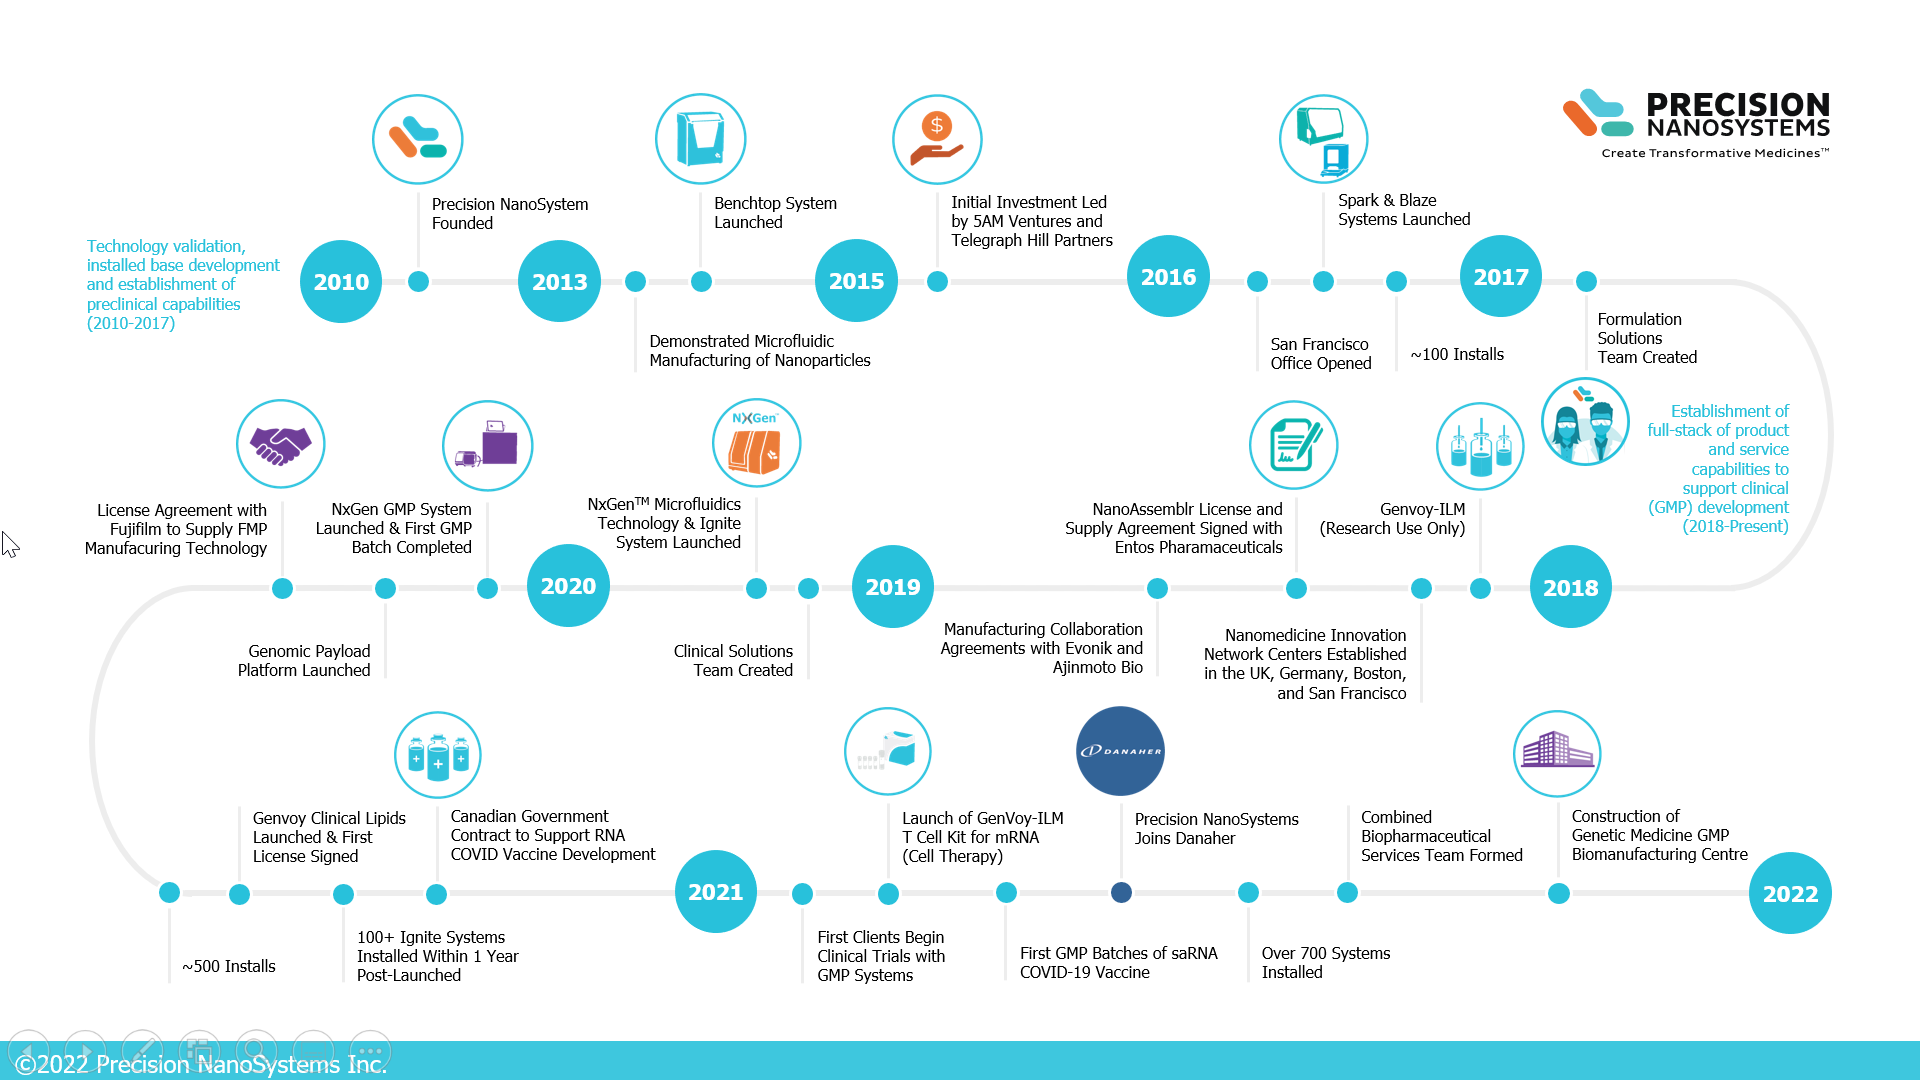 PRECISION
NANOSYSTEMS
Create Transformative Medicines™
Technology validation,
installed base development
and establishment of
preclinical capabilities
(2010-2017)
2010
Precision NanoSystem
Founded
2013
Demonstrated Microfluidic
Manufacturing of Nanoparticles
Benchtop System
Launched
2015
$
Initial Investment Led
by 5AM Ventures and
Telegraph Hill Partners
2016
San Francisco
Office Opened
Spark & Blaze
Systems Launched
~100 Installs
2017
Formulation
Solutions
Team Created
Establishment of
full-stack of product
and service
capabilities to
support clinical
(GMP) development
(2018-Present)
2018
Genvoy-ILM
(Research Use Only)
Nanomedicine Innovation
Network Centers Established
in the UK, Germany, Boston,
and San Francisco
NanoAssemblr License and
Supply Agreement Signed with
Entos Pharamaceuticals
Manufacturing Collaboration
Agreements with Evonik and
Ajinmoto Bio
2019
Clinical Solutions
Team Created
NXGen™
NxGen™ Microfluidics
Technology & Ignite
System Launched
2020
NxGen GMP System
Launched & First GMP
Batch Completed
Genomic Payload
Platform Launched
License Agreement with
Fujifilm to Supply FMP
Manufacuring Technology
~500 Installs
Genvoy Clinical Lipids
Launched & First
License Signed
100+ Ignite Systems
Installed Within 1 Year
Post-Launched
Canadian Government
Contract to Support RNA
COVID Vaccine Development
2021
First Clients Begin
Clinical Trials with
GMP Systems
Launch of GenVoy-ILM
T Cell Kit for mRNA
(Cell Therapy)
First GMP Batches of saRNA
COVID-19 Vaccine
DANAHER
Precision NanoSystems
Joins Danaher
Over 700 Systems
Installed
Combined
Biopharmaceutical
Services Team Formed
Construction of
Genetic Medicine GMP
Biomanufacturing Centre
2022
©2022 Precision NanoSystems Inc.